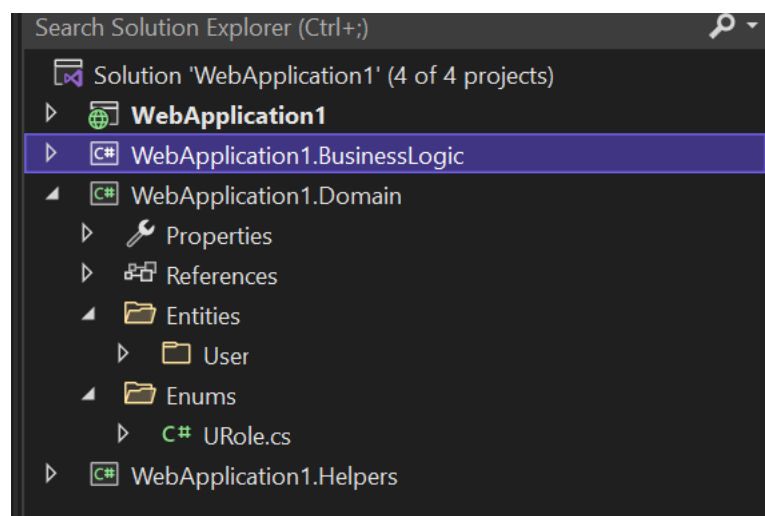 Search Solution Explorer (Ctrl+;)
Solution 'WebApplication1' (4 of 4 projects)
WebApplication1
C# WebApplication1.BusinessLogic
C# WebApplication1.Domain
Properties
References
Entities
User
Enums
C# URole.cs
C# WebApplication1.Helpers